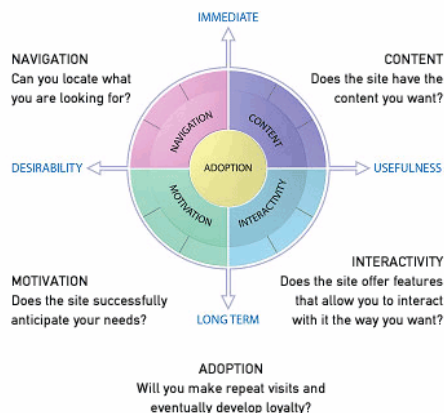 IMMEDIATE
NAVIGATION
Can you locate what
you are looking for?
CONTENT
Does the site have the
content you want?
NAVIGATION
CONTENT
DESIRABILITY
ADOPTION
USEFULNESS
MOTIVATION
INTERACTIVITY
MOTIVATION
Does the site successfully
anticipate your needs?
INTERACTIVITY
Does the site offer features
that allow you to interact
with it the way you want?
LONG TERM
ADOPTION
Will you make repeat visits and
eventually develop loyalty?